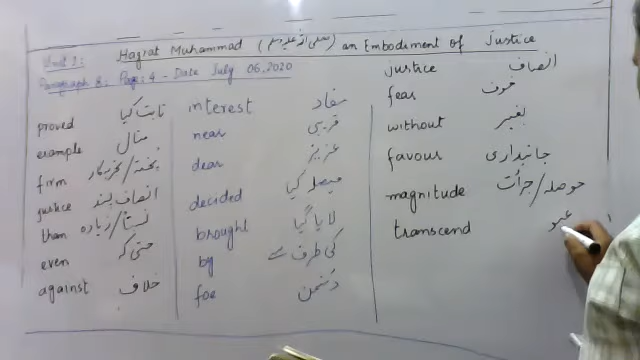 Unit 1: Hazrat Muhammad (صلی اللہ علیہ وسلم) an Embodiment of Justice
Paragraph 8: Page: 4 - Date July 06, 2020
proved ثابت کیا
example مثال
firm پختہ/
justice انصاف پسند
than نسبتاً/زیادہ
even حتیٰ کہ
against خلاف
interest مفاد
near قریبی
dear عزیز
decided فیصلہ کیا
brought لایا گیا
by کی طرف سے
foe دشمن
justice انصاف
fear خوف
without بغیر
favour جانبداری
magnitude حوصلہ/جرائت
transcend عبو